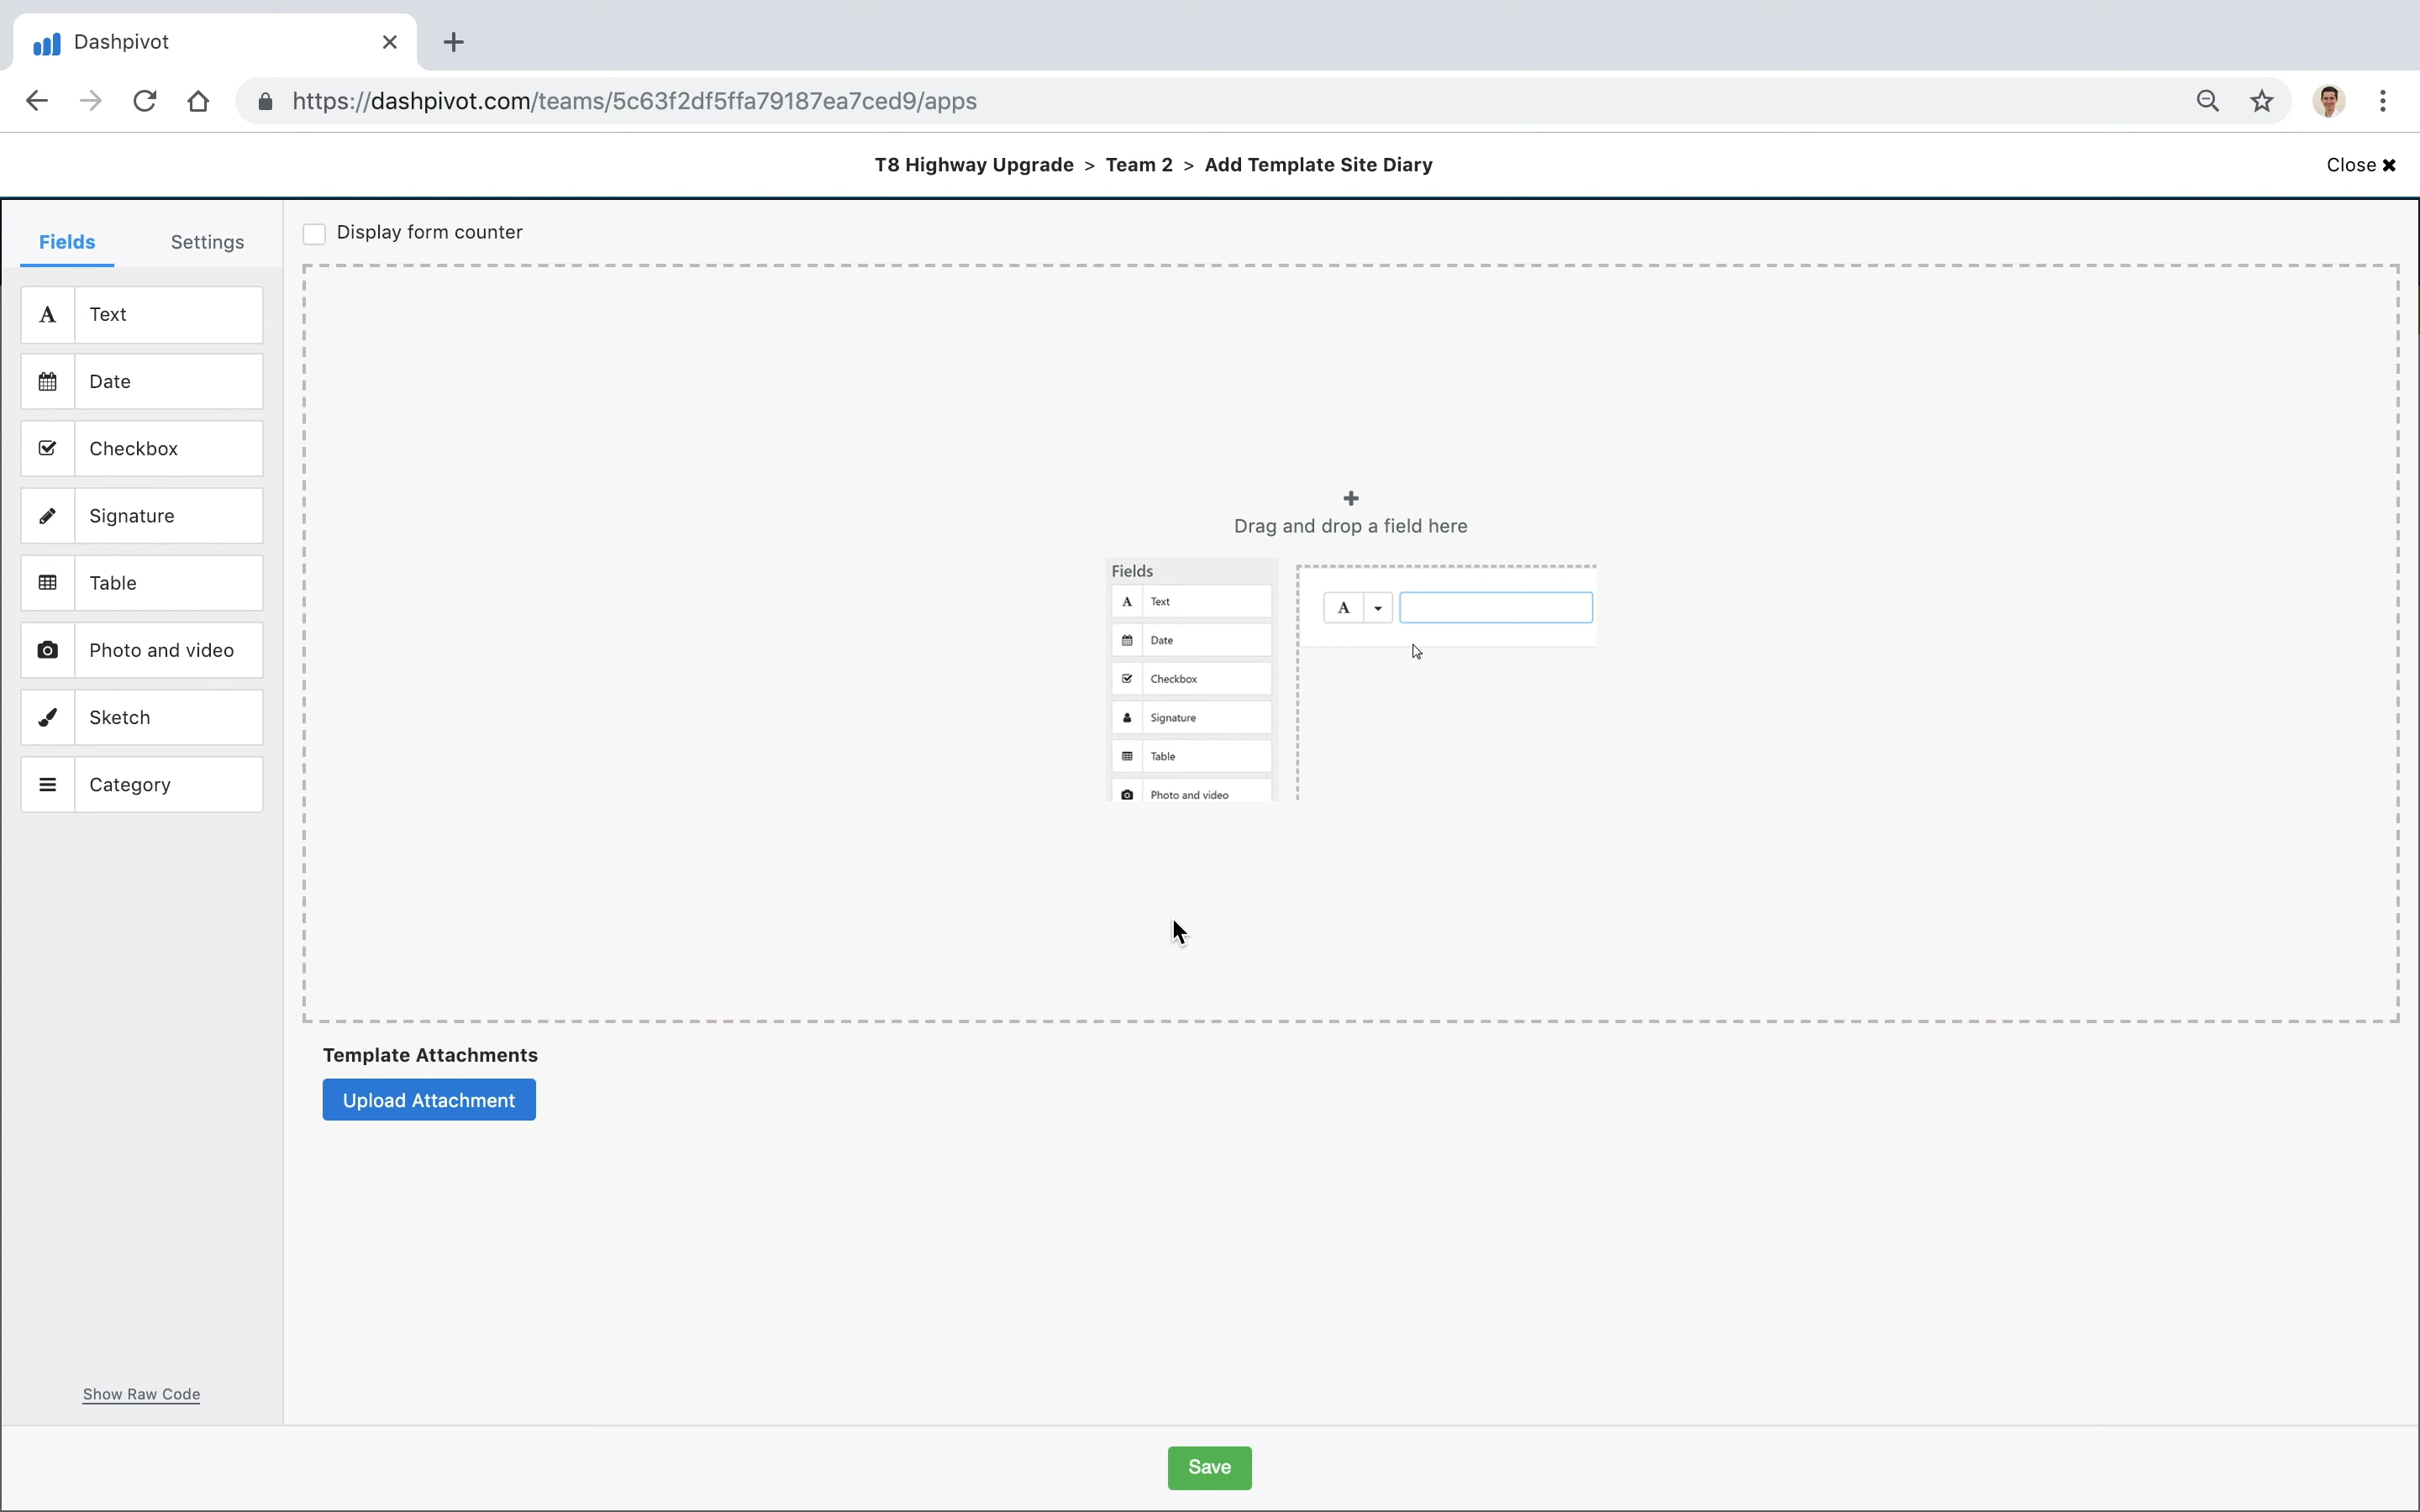 Dashpivot
https://dashpivot.com/teams/5c63f2df5ffa79187ea7ced9/apps
T8 Highway Upgrade > Team 2 > Add Template Site Diary
Close
Fields
Settings
Display form counter
Text
Date
Checkbox
Signature
Table
Photo and video
Sketch
Category
Drag and drop a field here
Fields
A Text
Date
Checkbox
Signature
Table
Photo and video
A
Template Attachments
Upload Attachment
Show Raw Code
Save